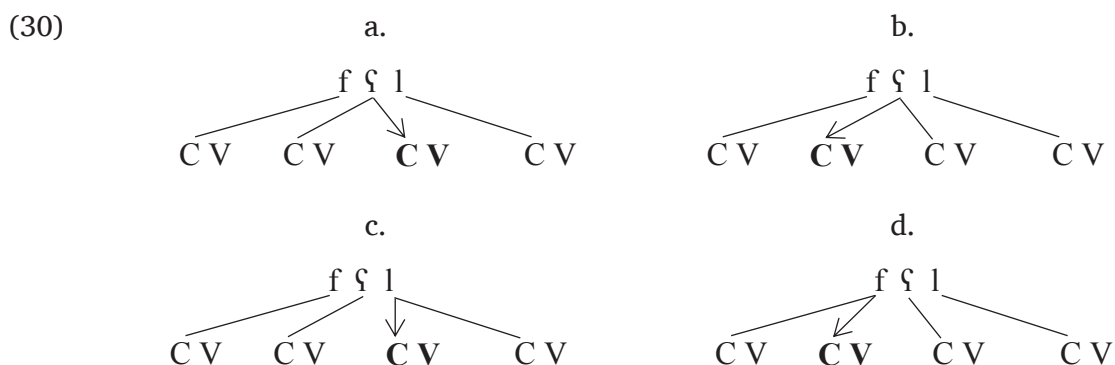 (30) a. b.
f ʕ l f ʕ l
C V C V C V C V C V C V C V C V
c. d.
f ʕ l f ʕ l
C V C V C V C V C V C V C V C V